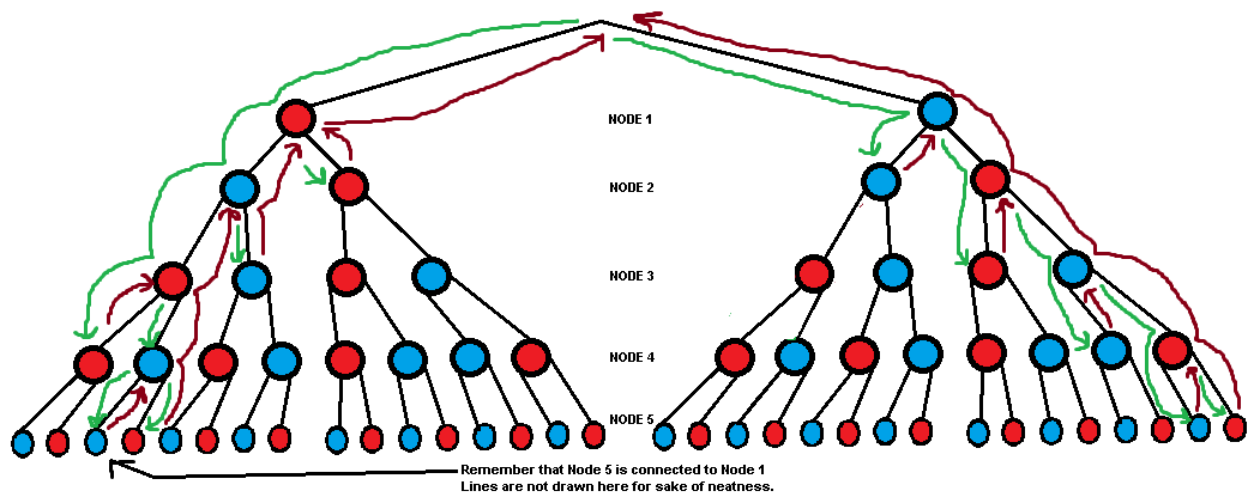 NODE 1
NODE 2
NODE 3
NODE 4
NODE 5
Remember that Node 5 is connected to Node 1
Lines are not drawn here for sake of neatness.